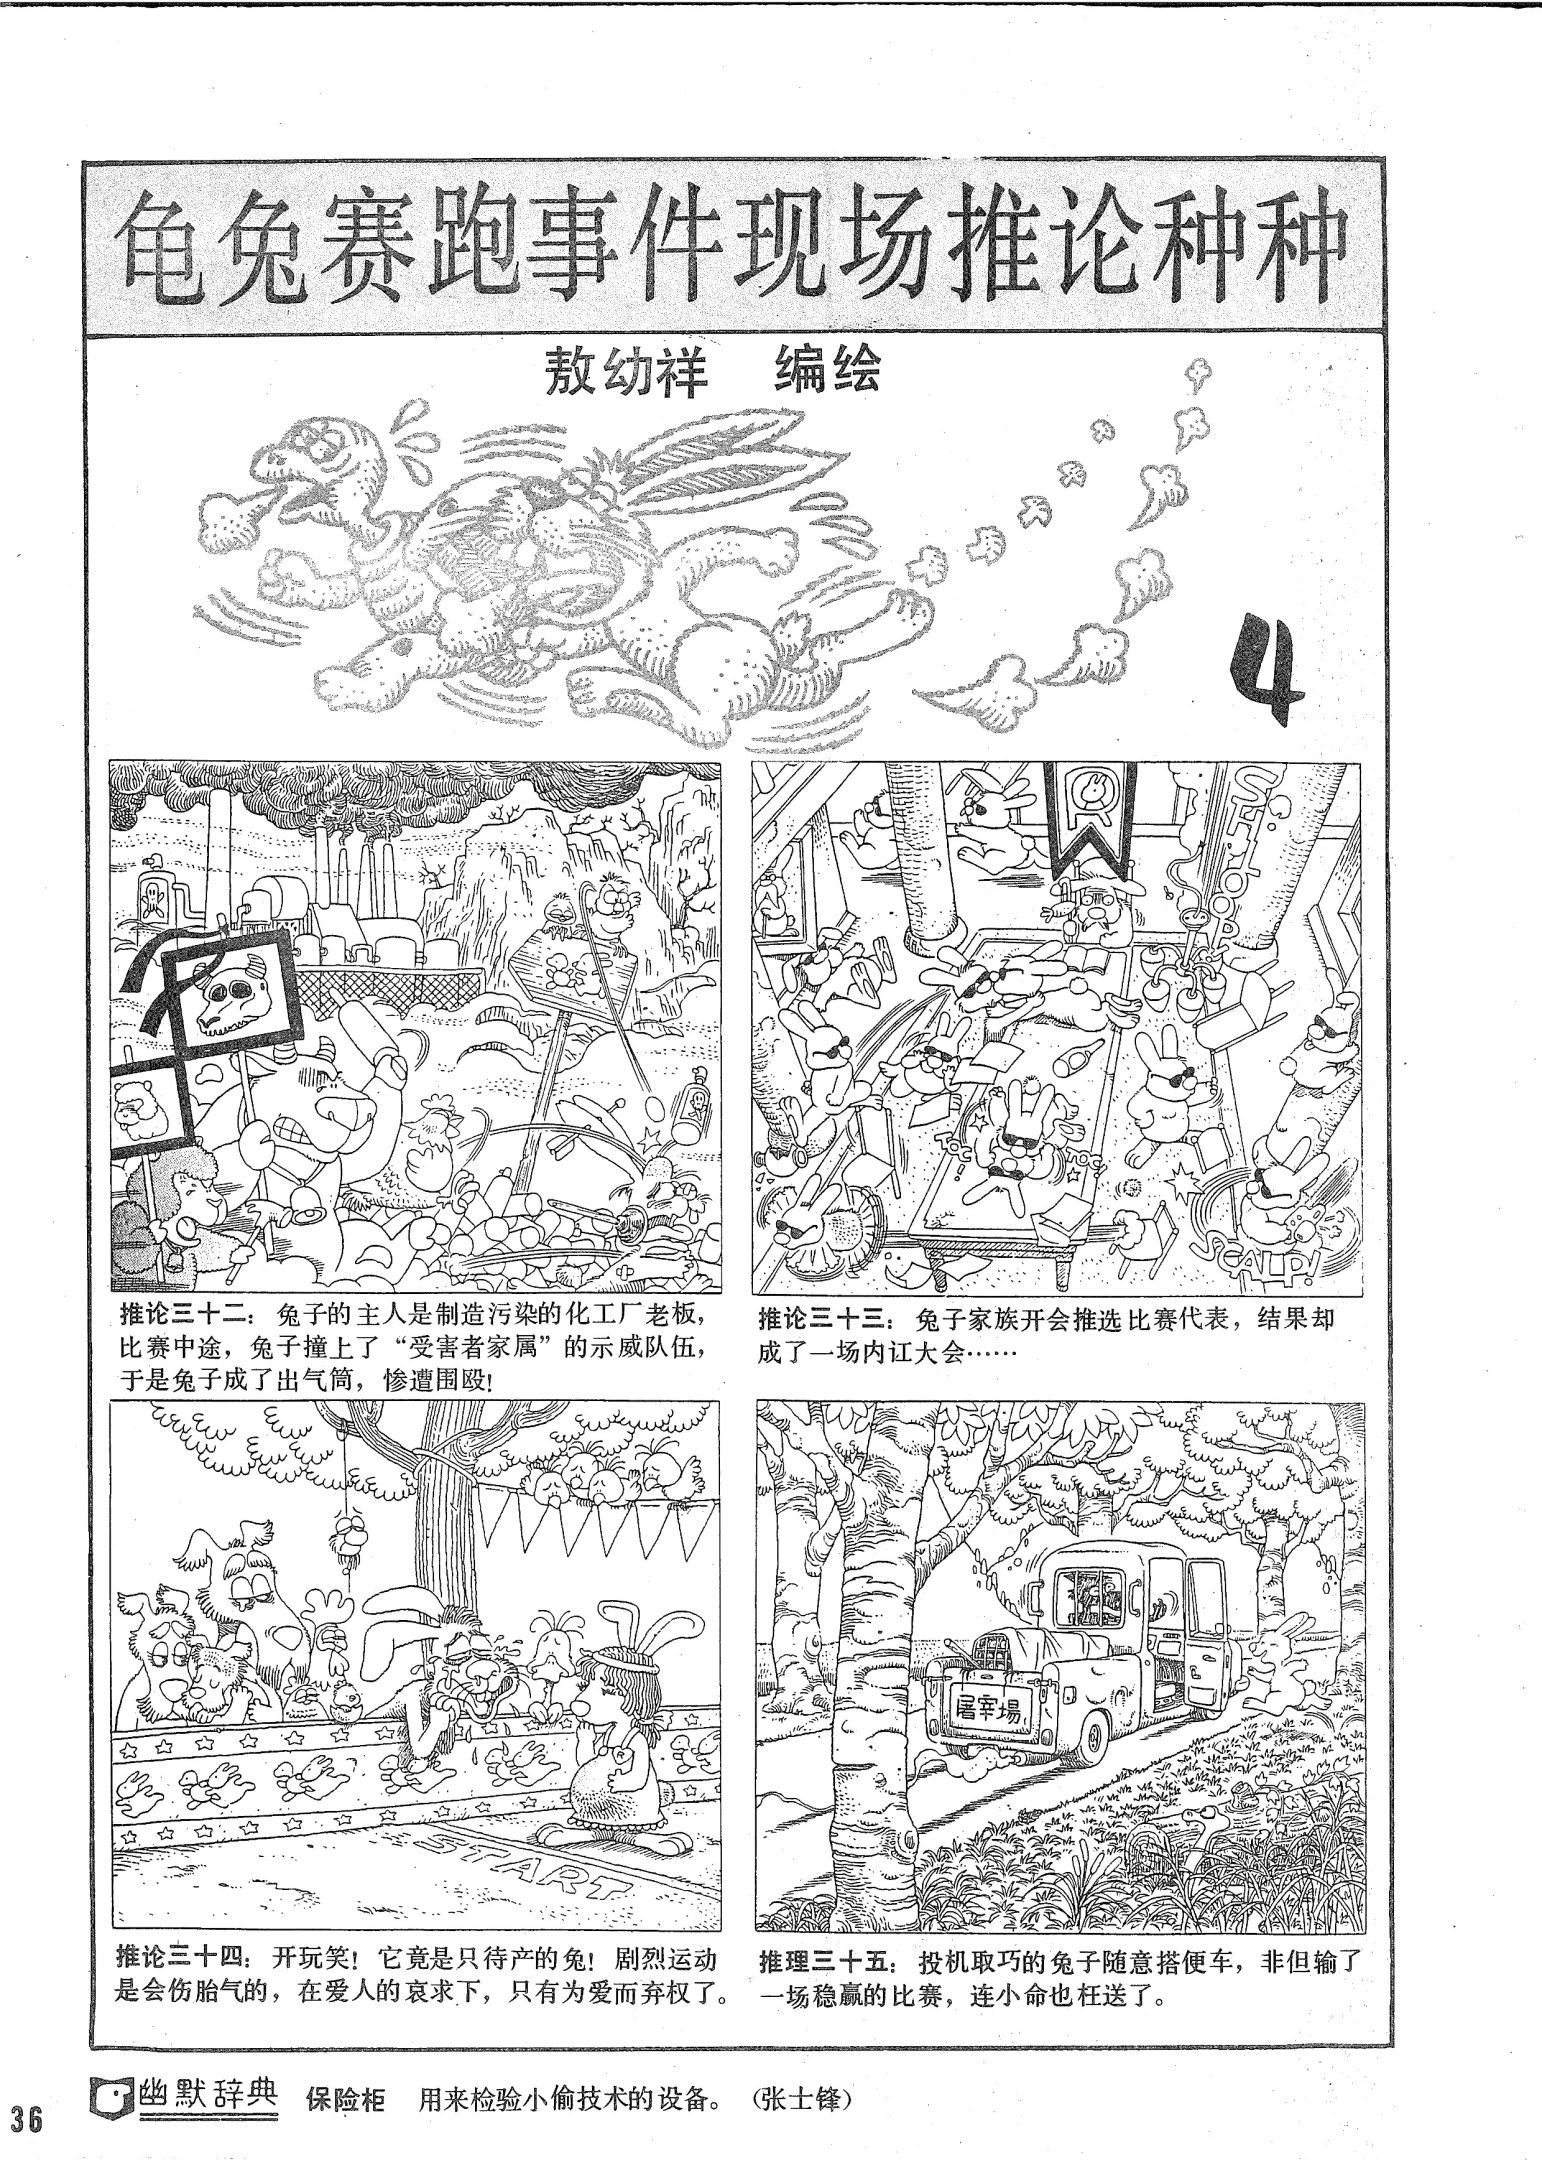 龟兔赛跑事件现场推论种种
敖幼祥 编绘
4
SHTOOP
TOC!
TOC
SCALP!
推论三十二：兔子的主人是制造污染的化工厂老板，
比赛中途，兔子撞上了“受害者家属”的示威队伍，
于是兔子成了出气筒，惨遭围殴！
推论三十三：兔子家族开会推选比赛代表，结果却
成了一场内讧大会……
START
屠宰場
推论三十四：开玩笑！它竟是只待产的兔！剧烈运动
是会伤胎气的，在爱人的哀求下，只有为爱而弃权了。
推理三十五：投机取巧的兔子随意搭便车，非但输了
一场稳赢的比赛，连小命也枉送了。
幽默辞典 保险柜 用来检验小偷技术的设备。（张士锋）
36